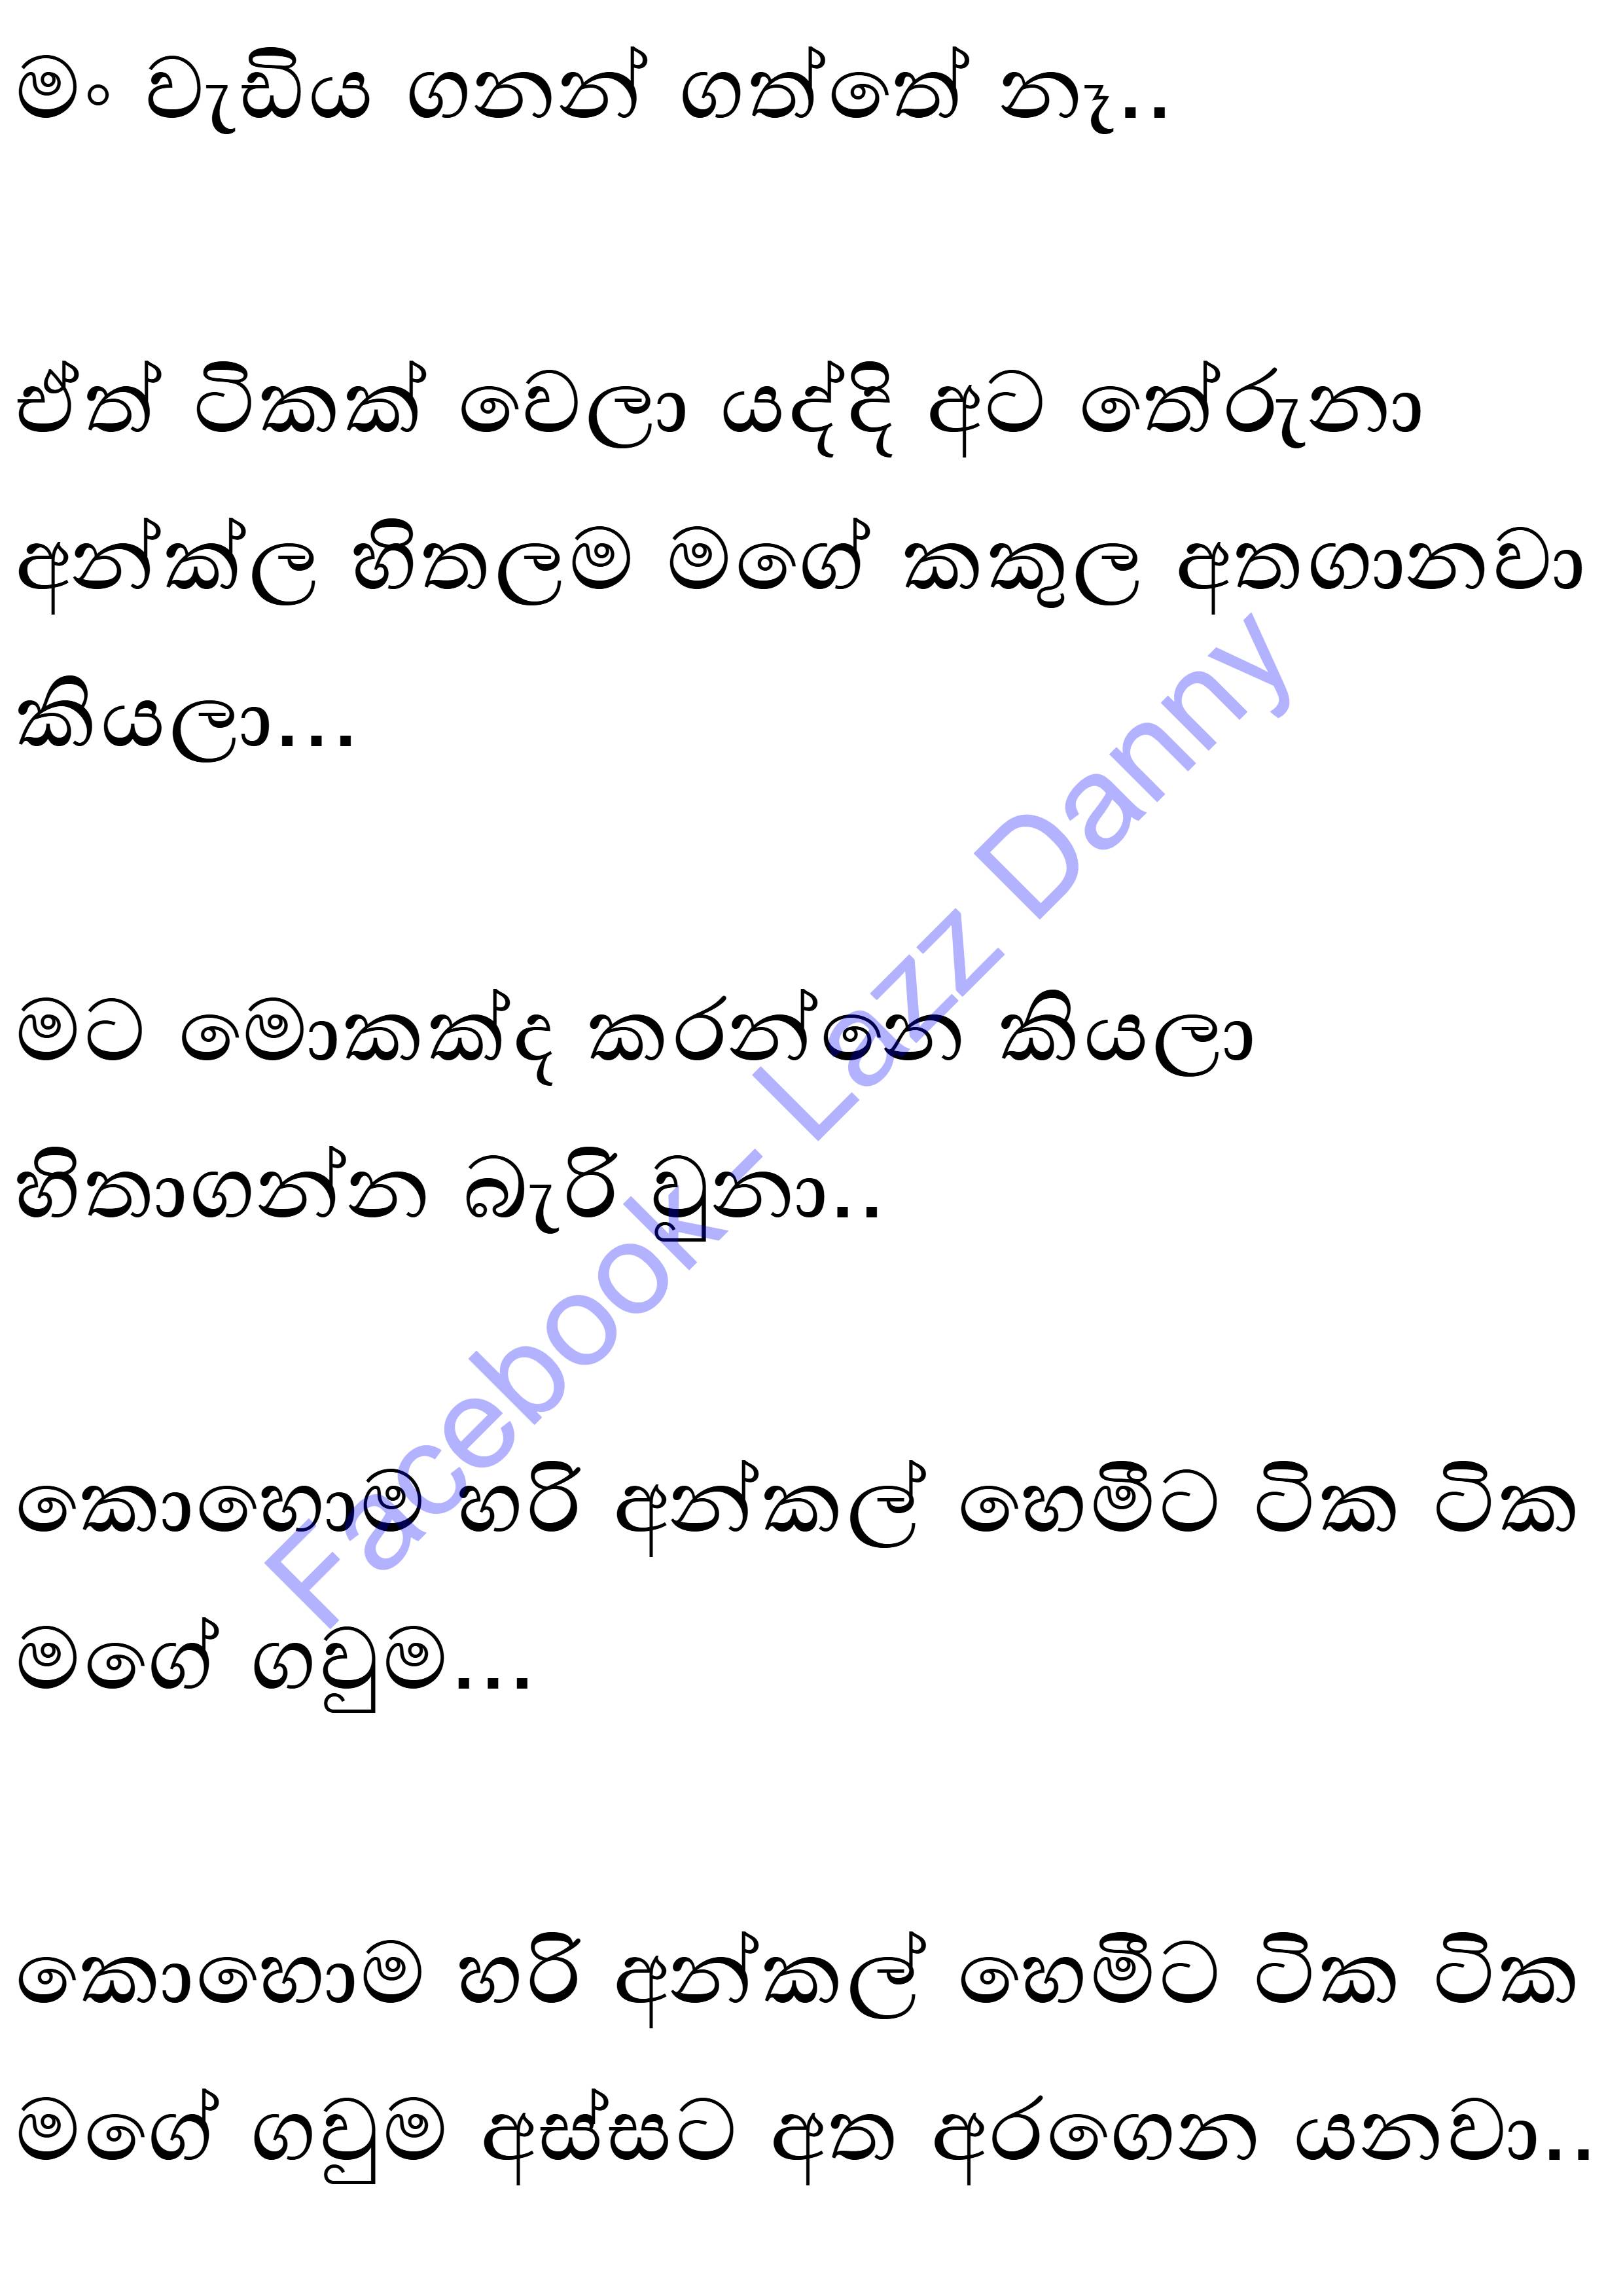 මං වැඩිය ගනන් ගත්තේ නෑ..
ඒත් ටිකක් වෙලා යද්දි අට තේරුනා
අන්ක්ල හිතලම මගේ කකුල අතගානවා
කියලා...
මට මොකක්ද කරන්නෙ කියලා
හිතාගන්න බැරි වුනා..
කොහොම හරි අන්කල් හෙමීට ටික ටික
මගේ ගවුම...
කොහොම හරි අන්කල් හෙමීට ටික ටික
මගේ ගවුම අස්සට අත අරගෙන යනවා..
Facebook - Lazz Danny